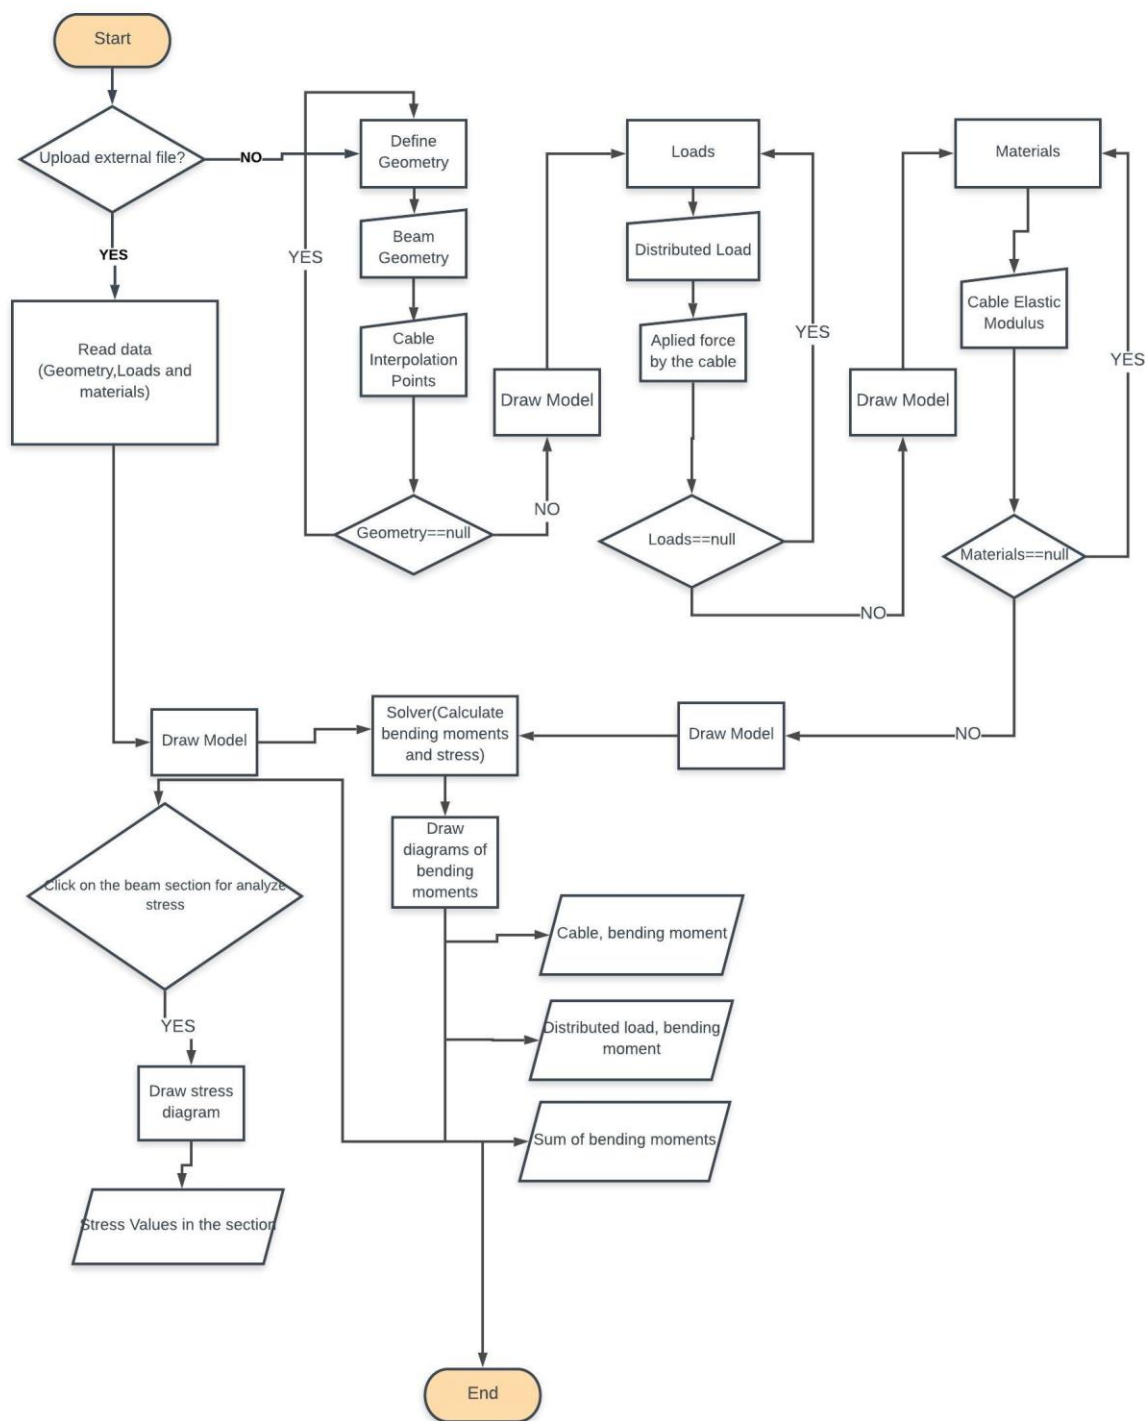 Start
Upload external file?
NO
YES
Read data
(Geometry,Loads and
materials)
Define
Geometry
Beam
Geometry
Cable
Interpolation
Points
YES
Geometry==null
NO
Draw Model
Loads
Distributed Load
Aplied force
by the cable
YES
Loads==null
NO
Draw Model
Materials
Cable Elastic
Modulus
YES
Materials==null
NO
Draw Model
Solver(Calculate
bending moments
and stress)
Draw Model
Draw
diagrams of
bending
moments
Cable, bending moment
Distributed load, bending
moment
Sum of bending moments
Click on the beam section for analyze
stress
YES
Draw stress
diagram
Stress Values in the section
End